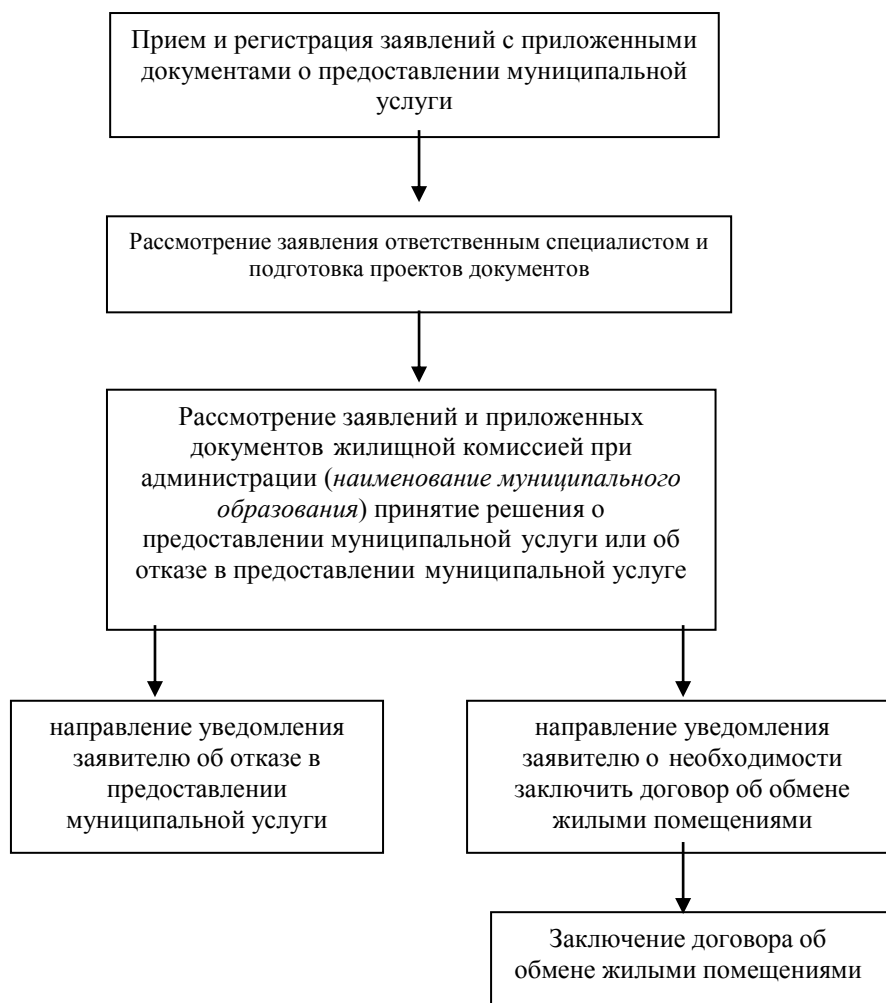 Прием и регистрация заявлений с приложенными
документами о предоставлении муниципальной
услуги
Рассмотрение заявления ответственным специалистом и
подготовка проектов документов
Рассмотрение заявлений и приложенных
документов жилищной комиссией при
администрации (наименование муниципального
образования) принятие решения о
предоставлении муниципальной услуги или об
отказе в предоставлении муниципальной услуге
направление уведомления
заявителю об отказе в
предоставлении
муниципальной услуги
направление уведомления
заявителю о необходимости
заключить договор об обмене
жилыми помещениями
Заключение договора об
обмене жилыми помещениями